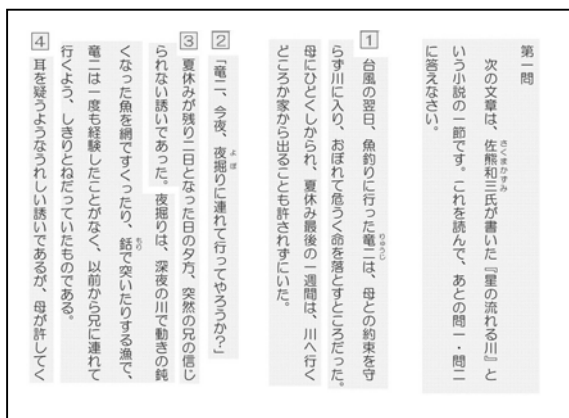 第一問
次の文章は、佐熊和三氏が書いた『星の流れる川』と
いう小説の一節です。これを読んで、あとの問一・問二
に答えなさい。
1
台風の翌日、魚釣りに行った竜二は、母との約束を守
らず川に入り、おぼれて危うく命を落とすところだった。
母にひどくしかられ、夏休み最後の一週間は、川へ行く
どころか家から出ることも許されずにいた。
2
「竜二、今夜、夜掘りに連れて行ってやろうか?」
3
夏休みが残り二日となった日の夕方、突然の兄の信じ
られない誘いであった。夜掘りは、深夜の川で動きの鈍
くなった魚を網ですくったり、銛で突いたりする漁で、
竜二は一度も経験したことがなく、以前から兄に連れて
行くよう、しきりとねだっていたものである。
4
耳を疑うようなうれしい誘いであるが、母が許してく